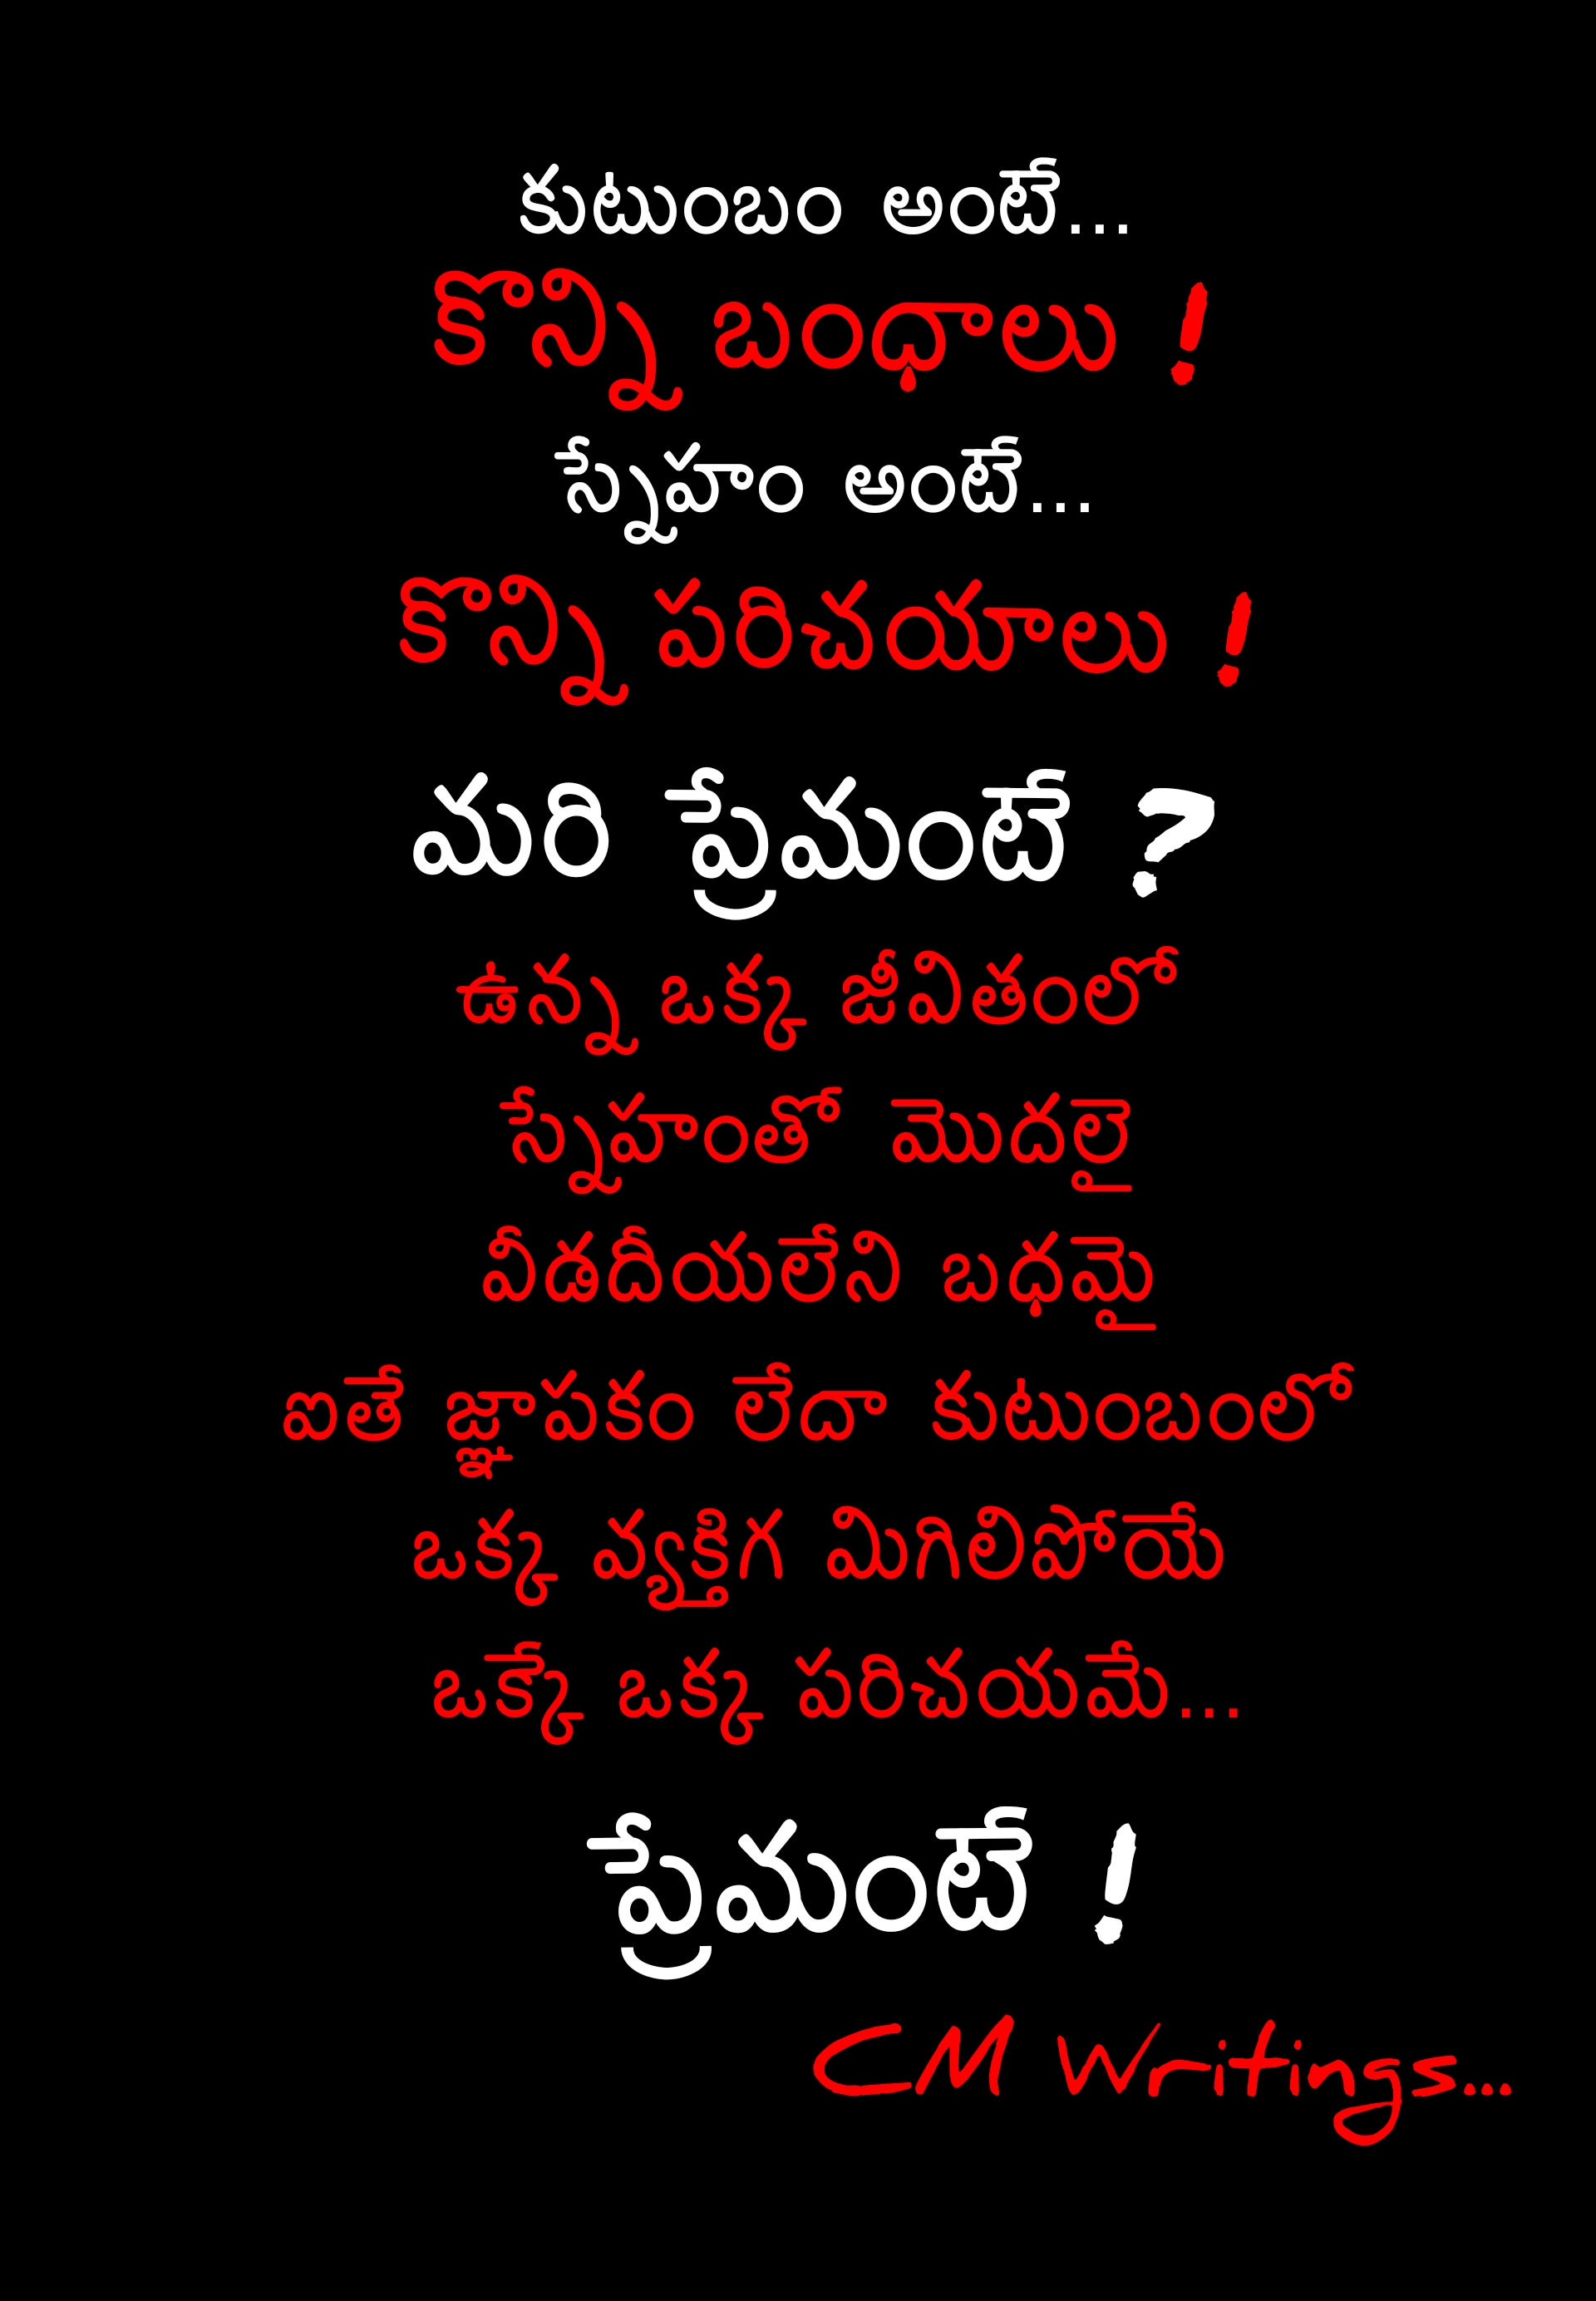 కుటుంబం అంటే...
కొన్ని బంధాలు !
స్నేహం అంటే...
కొన్ని పరిచయాలు !
మరి ప్రేమంటే ?
ఉన్న ఒక్క జీవితంలో
స్నేహంతో మొదలై
వీడదీయలేని బధమై
ఐతే జ్ఞాపకం లేదా కుటుంబంలో
ఒక్క వ్యక్తిగ మిగిలిపోయే
ఒక్కే ఒక్క పరిచయమే...
ప్రేమంటే !
CM Writings...